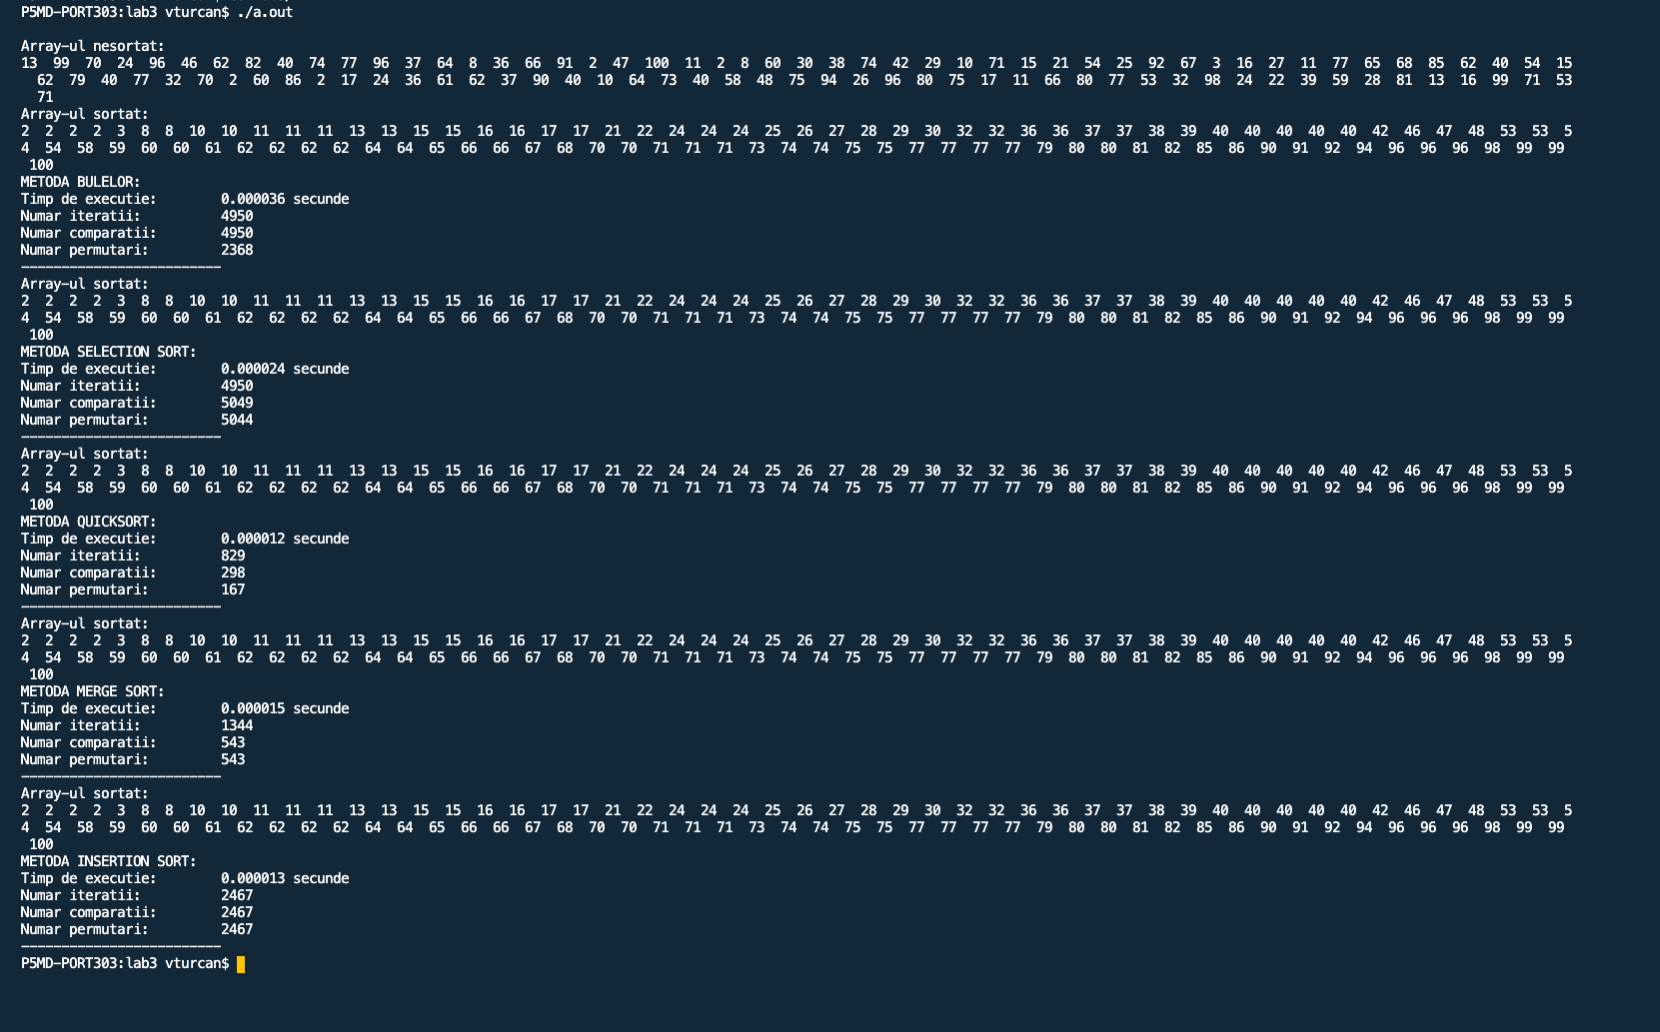 P5MD-PORT303:lab3 vturcan$ ./a.out
Array-ul nesortat:
13  99  70  24  96  46  62  82  40  74  77  96  37  64  8  36  66  91  2  47  100  11  2  8  60  30  38  74  42  29  10  71  15  21  54  25  92  67  3  16  27  11  77  65  68  85  62  40  54  15
62  79  40  77  32  70  2  60  86  2  17  24  36  61  62  37  90  40  10  64  73  40  58  48  75  94  26  96  80  75  17  11  66  80  77  53  32  98  24  22  39  59  28  81  13  16  99  71  53
71
Array-ul sortat:
2  2  2  2  3  8  8  10  10  11  11  11  13  13  15  15  16  16  17  17  21  22  24  24  24  25  26  27  28  29  30  32  32  36  36  37  37  38  39  40  40  40  40  40  42  46  47  48  53  53  5
4  54  58  59  60  60  61  62  62  62  62  64  64  65  66  66  67  68  70  70  71  71  71  73  74  74  75  75  77  77  77  77  79  80  80  81  82  85  86  90  91  92  94  96  96  96  98  99  99
100
METODA BULELOR:
Timp de executie:        0.000036 secunde
Numar iteratii:          4950
Numar comparatii:        4950
Numar permutari:         2368
-------------------------
Array-ul sortat:
2  2  2  2  3  8  8  10  10  11  11  11  13  13  15  15  16  16  17  17  21  22  24  24  24  25  26  27  28  29  30  32  32  36  36  37  37  38  39  40  40  40  40  40  42  46  47  48  53  53  5
4  54  58  59  60  60  61  62  62  62  62  64  64  65  66  66  67  68  70  70  71  71  71  73  74  74  75  75  77  77  77  77  79  80  80  81  82  85  86  90  91  92  94  96  96  96  98  99  99
100
METODA SELECTION SORT:
Timp de executie:        0.000024 secunde
Numar iteratii:          4950
Numar comparatii:        5049
Numar permutari:         5044
-------------------------
Array-ul sortat:
2  2  2  2  3  8  8  10  10  11  11  11  13  13  15  15  16  16  17  17  21  22  24  24  24  25  26  27  28  29  30  32  32  36  36  37  37  38  39  40  40  40  40  40  42  46  47  48  53  53  5
4  54  58  59  60  60  61  62  62  62  62  64  64  65  66  66  67  68  70  70  71  71  71  73  74  74  75  75  77  77  77  77  79  80  80  81  82  85  86  90  91  92  94  96  96  96  98  99  99
100
METODA QUICKSORT:
Timp de executie:        0.000012 secunde
Numar iteratii:          829
Numar comparatii:        298
Numar permutari:         167
-------------------------
Array-ul sortat:
2  2  2  2  3  8  8  10  10  11  11  11  13  13  15  15  16  16  17  17  21  22  24  24  24  25  26  27  28  29  30  32  32  36  36  37  37  38  39  40  40  40  40  40  42  46  47  48  53  53  5
4  54  58  59  60  60  61  62  62  62  62  64  64  65  66  66  67  68  70  70  71  71  71  73  74  74  75  75  77  77  77  77  79  80  80  81  82  85  86  90  91  92  94  96  96  96  98  99  99
100
METODA MERGE SORT:
Timp de executie:        0.000015 secunde
Numar iteratii:          1344
Numar comparatii:        543
Numar permutari:         543
-------------------------
Array-ul sortat:
2  2  2  2  3  8  8  10  10  11  11  11  13  13  15  15  16  16  17  17  21  22  24  24  24  25  26  27  28  29  30  32  32  36  36  37  37  38  39  40  40  40  40  40  42  46  47  48  53  53  5
4  54  58  59  60  60  61  62  62  62  62  64  64  65  66  66  67  68  70  70  71  71  71  73  74  74  75  75  77  77  77  77  79  80  80  81  82  85  86  90  91  92  94  96  96  96  98  99  99
100
METODA INSERTION SORT:
Timp de executie:        0.000013 secunde
Numar iteratii:          2467
Numar comparatii:        2467
Numar permutari:         2467
-------------------------
P5MD-PORT303:lab3 vturcan$